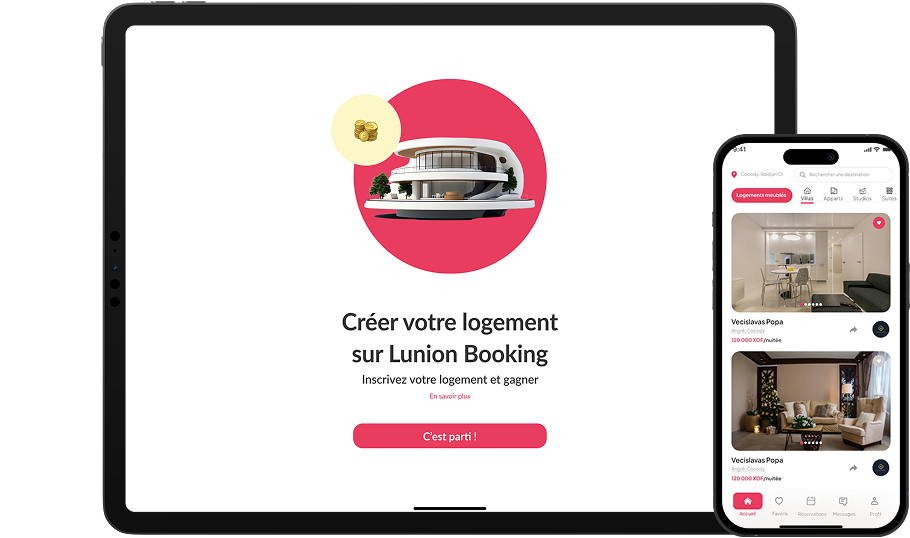 Créer votre logement
sur Lunion Booking
Inscrivez votre logement et gagner
En savoir plus
C'est parti !
9:41
Cocody, Abidjan CI
Rechercher une destination
Logements meublés
Villas
Apparts
Studios
Suites
Vecislavas Popa
Angré, Cocody
120 000 XOF/nuitée
Vecislavas Popa
Angré, Cocody
120 000 XOF/nuitée
Accueil
Favoris
Réservations
Messages
Profil